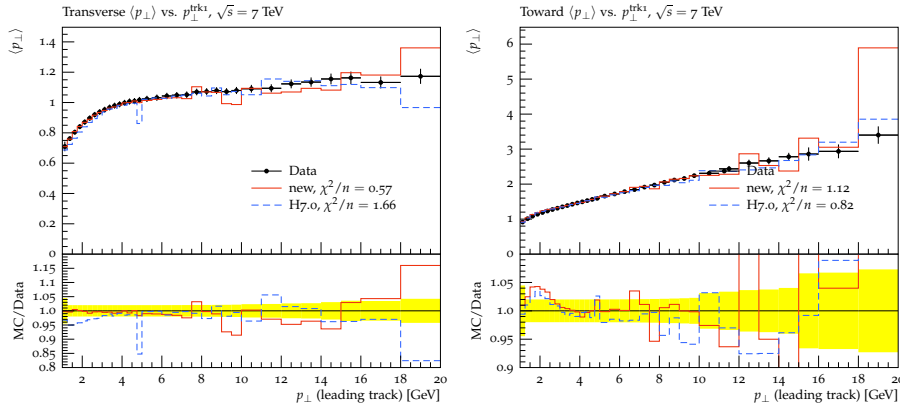 Transverse ⟨p⊥⟩ vs. p⊥^trk1, √s = 7 TeV
⟨p⊥⟩
1.4
1.2
1
0.8
0.6
0.4
0.2
0
Data
new, χ²/n = 0.57
H7.0, χ²/n = 1.66
MC/Data
1.15
1.1
1.05
1.0
0.95
0.9
0.85
0.8
2 4 6 8 10 12 14 16 18 20
p⊥ (leading track) [GeV]
Toward ⟨p⊥⟩ vs. p⊥^trk1, √s = 7 TeV
⟨p⊥⟩
6
5
4
3
2
1
0
Data
new, χ²/n = 1.12
H7.0, χ²/n = 0.82
MC/Data
1.05
1.0
0.95
0.9
2 4 6 8 10 12 14 16 18 20
p⊥ (leading track) [GeV]